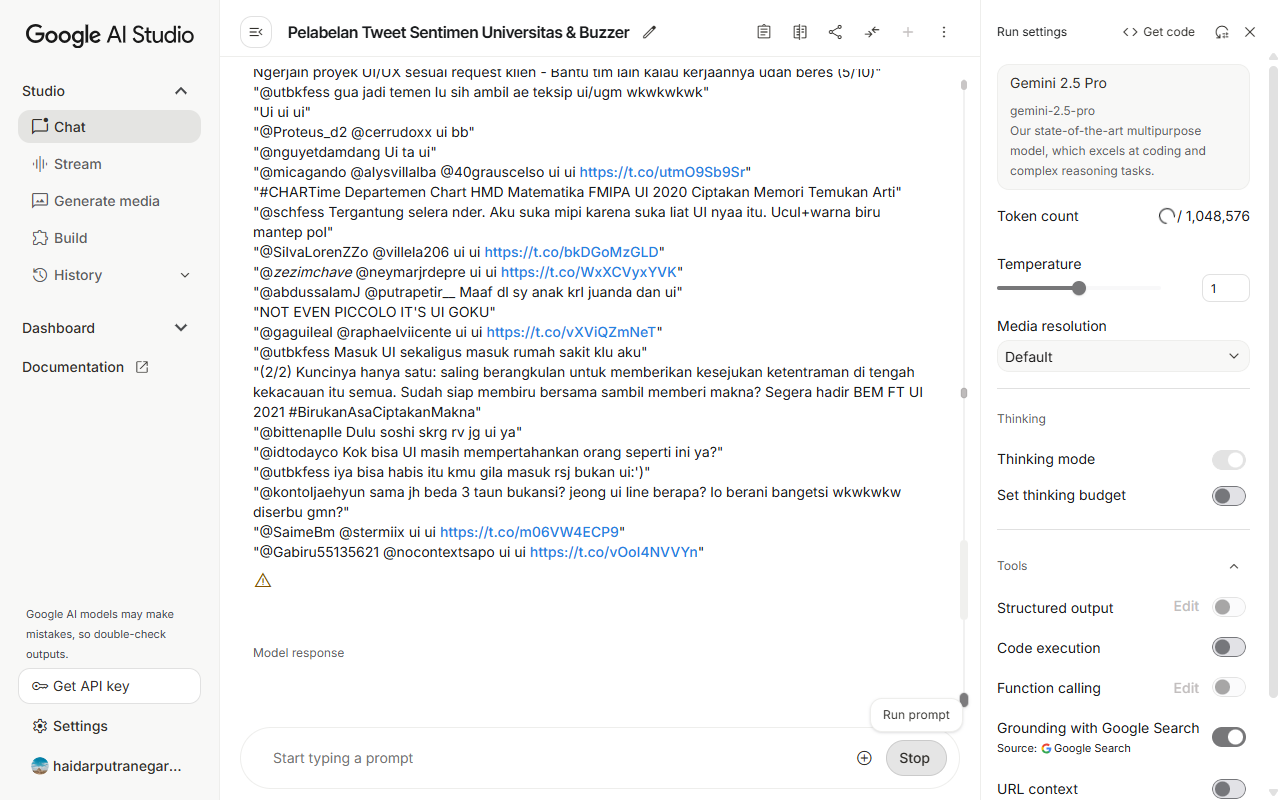 Google AI Studio
Studio
Chat
Stream
Generate media
Build
History
Dashboard
Documentation
Google AI models may make
mistakes, so double-check
outputs.
Get API key
Settings
haidarputranegar...
Pelabelan Tweet Sentimen Universitas & Buzzer
Ngerjain proyek UI/UX sesuai request klien - Bantu tim lain kalau kerjaannya udah beres (5/10)"
"@utbkfess gua jadi temen lu sih ambil ae teksip ui/ugm wkwkwkwk"
"Ui ui ui"
"@Proteus_d2 @cerrudoxx ui bb"
"@nguyetdamdang Ui ta ui"
"@micagando @alysvillalba @40grauscelso ui ui https://t.co/utmO9Sb9Sr"
"#CHARTime Departemen Chart HMD Matematika FMIPA UI 2020 Ciptakan Memori Temukan Arti"
"@schfess Tergantung selera nder. Aku suka mipi karena suka liat UI nyaa itu. Ucul+warna biru
mantep pol"
"@SilvaLorenZZo @villela206 ui ui https://t.co/bkDGoMzGLD"
"@zezimchave @neymarjrdepre ui ui https://t.co/WxXCVyxYVK"
"@abdussalamJ @putrapetir__ Maaf dl sy anak krl juanda dan ui"
"NOT EVEN PICCOLO IT'S UI GOKU"
"@gaguileal @raphaelviicente ui ui https://t.co/vXViQZmNeT"
"@utbkfess Masuk UI sekaligus masuk rumah sakit klu aku"
"(2/2) Kuncinya hanya satu: saling berangkulan untuk memberikan kesejukan ketentraman di tengah
kekacauan itu semua. Sudah siap membiru bersama sambil memberi makna? Segera hadir BEM FT UI
2021 #BirukanAsaCiptakanMakna"
"@bittenaplle Dulu soshi skrg rv jg ui ya"
"@idtodayco Kok bisa UI masih mempertahankan orang seperti ini ya?"
"@utbkfess iya bisa habis itu kmu gila masuk rsj bukan ui:')"
"@kontoljaehyun sama jh beda 3 taun bukansi? jeong ui line berapa? lo berani bangetsi wkwkwkw
diserbu gmn?"
"@SaimeBm @stermiix ui ui https://t.co/m06VW4ECP9"
"@Gabiru55135621 @nocontextsapo ui ui https://t.co/vOoI4NVVYn"
Model response
Run prompt
Start typing a prompt
Stop
Run settings
<> Get code
Gemini 2.5 Pro
gemini-2.5-pro
Our state-of-the-art multipurpose
model, which excels at coding and
complex reasoning tasks.
Token count
/ 1,048,576
Temperature
1
Media resolution
Default
Thinking
Thinking mode
Set thinking budget
Tools
Structured output Edit
Code execution
Function calling Edit
Grounding with Google Search
Source: Google Search
URL context